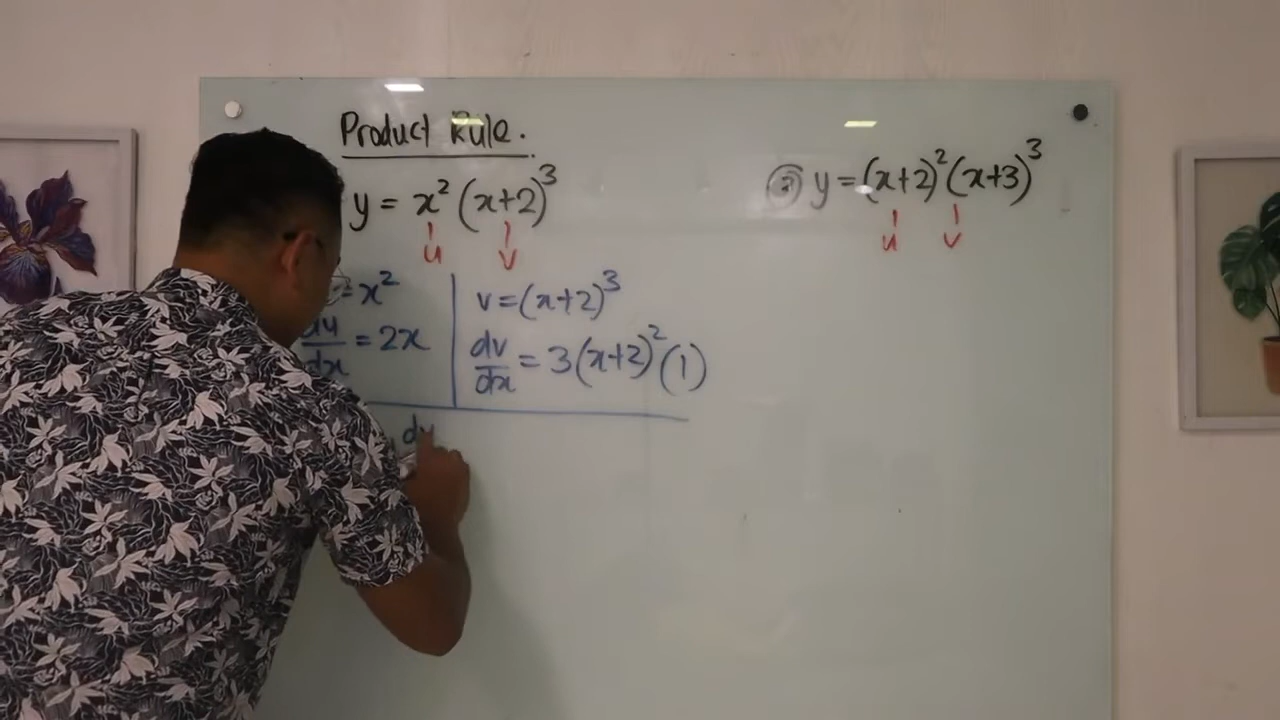 Product Rule.
y = x² (x+2)³
u v
= x²
du/dx = 2x
v = (x+2)³
dv/dx = 3(x+2)² (1)
dv
② y = (x+2)² (x+3)³
u v